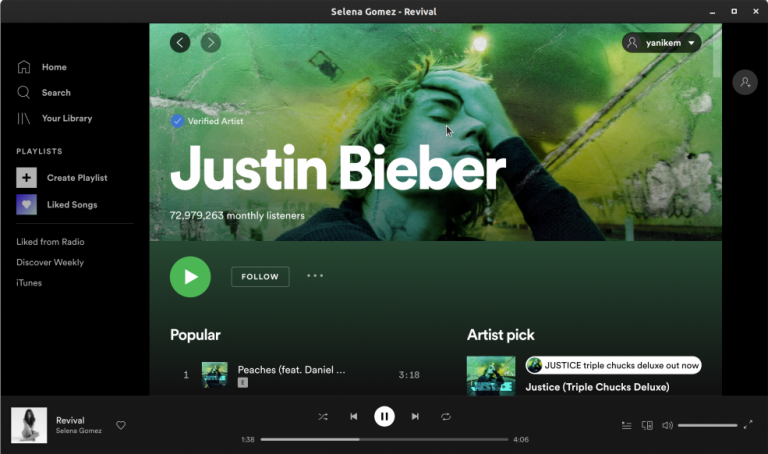 Selena Gomez - Revival
yanikem
Home
Search
Your Library
PLAYLISTS
Create Playlist
Liked Songs
Liked from Radio
Discover Weekly
iTunes
Verified Artist
Justin Bieber
72,979,263 monthly listeners
FOLLOW
Popular
1
Peaches (feat. Daniel ...
E
3:18
Artist pick
JUSTICE triple chucks deluxe out now
Justice (Triple Chucks Deluxe)
Revival
Selena Gomez
1:38
4:06